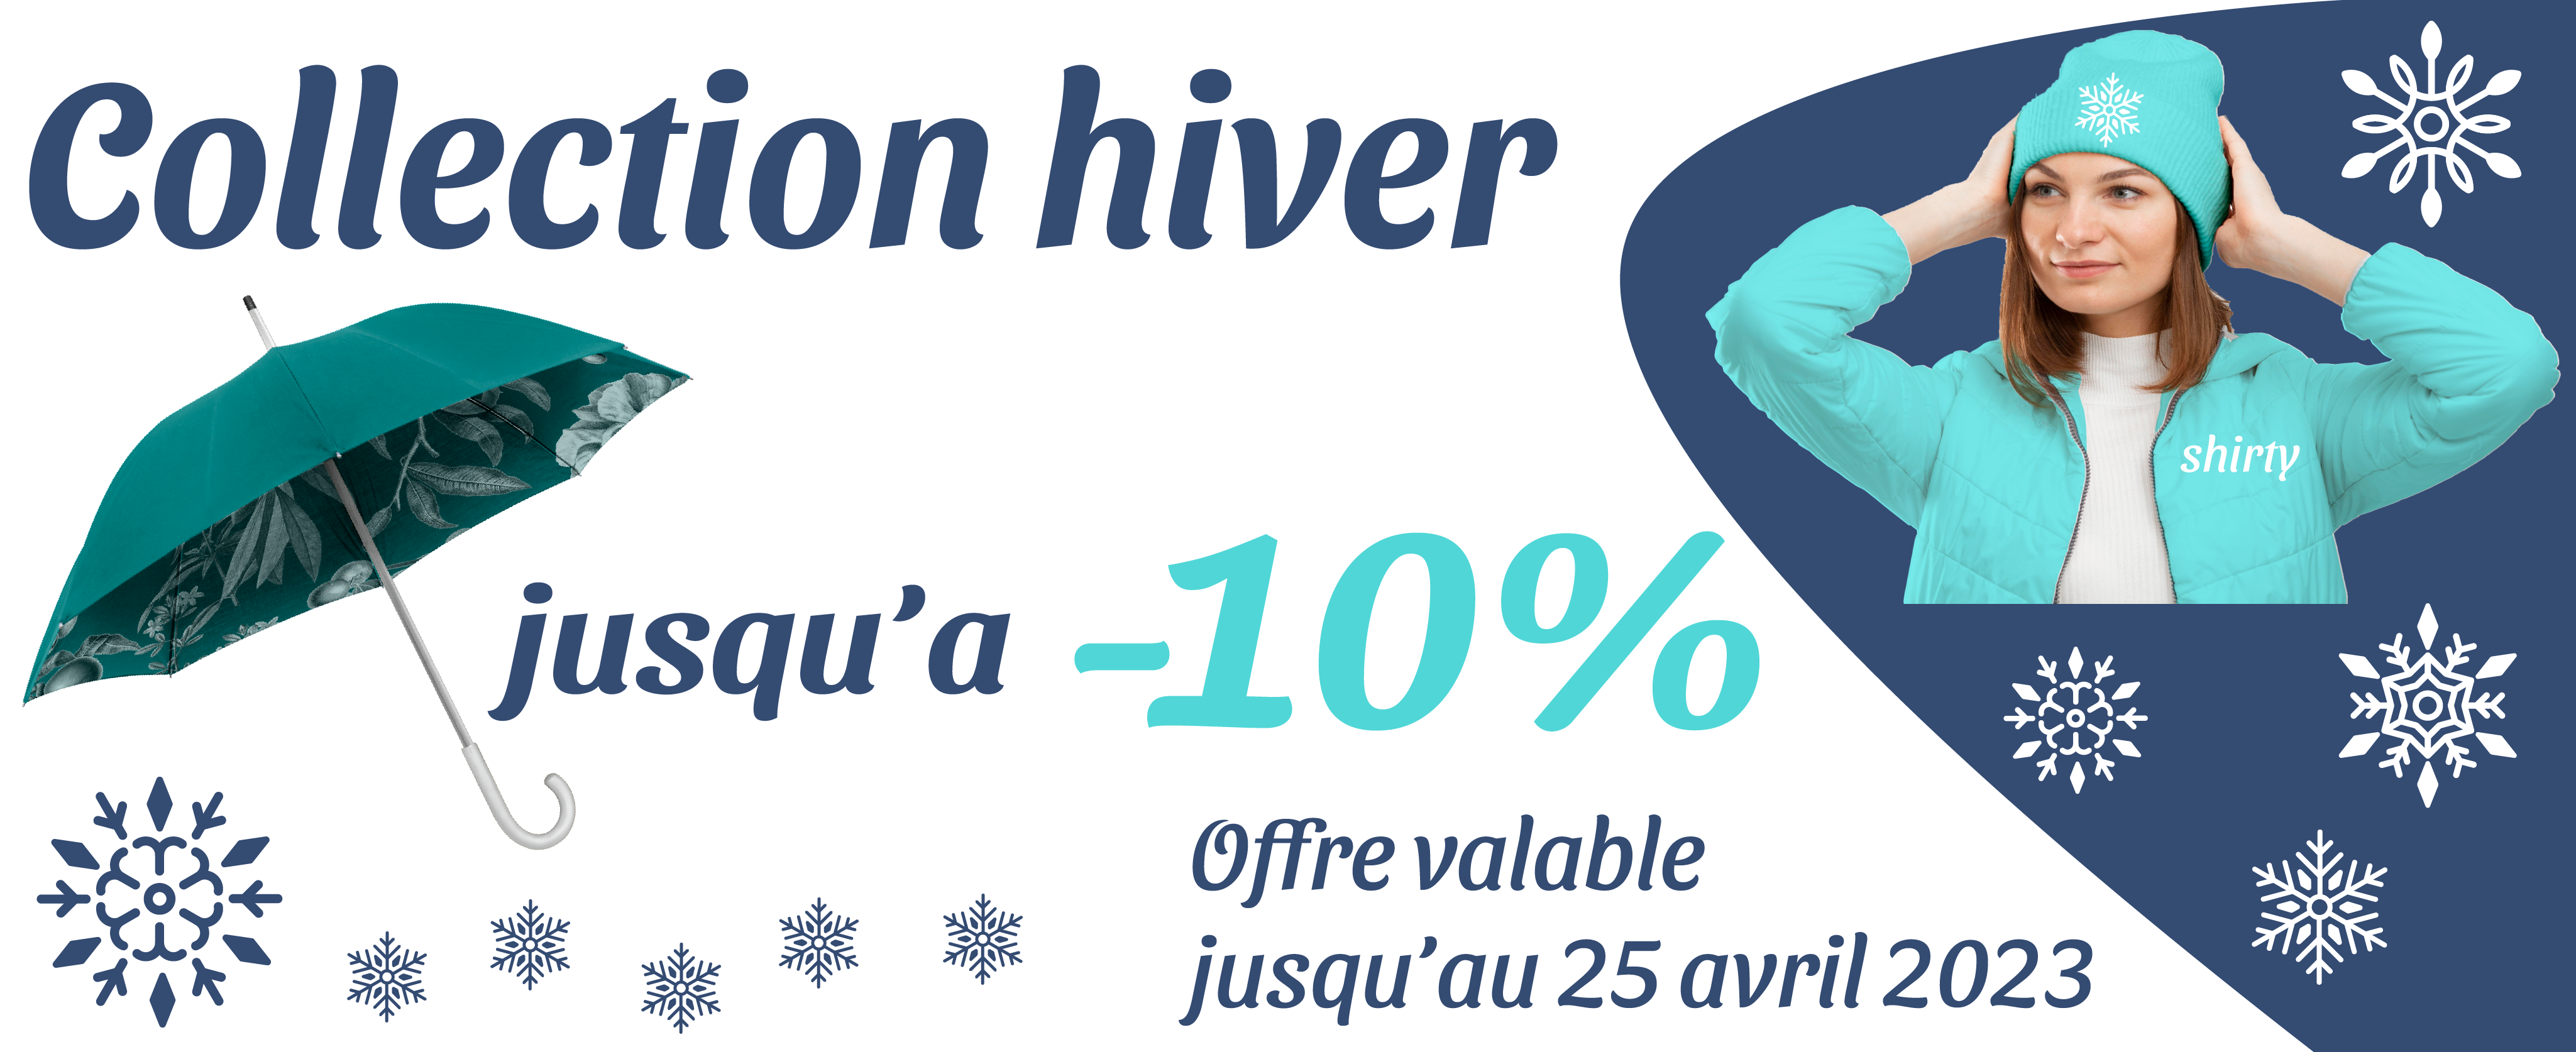 Collection hiver
shirty
jusqu’a -10%
Offre valable
jusqu’au 25 avril 2023